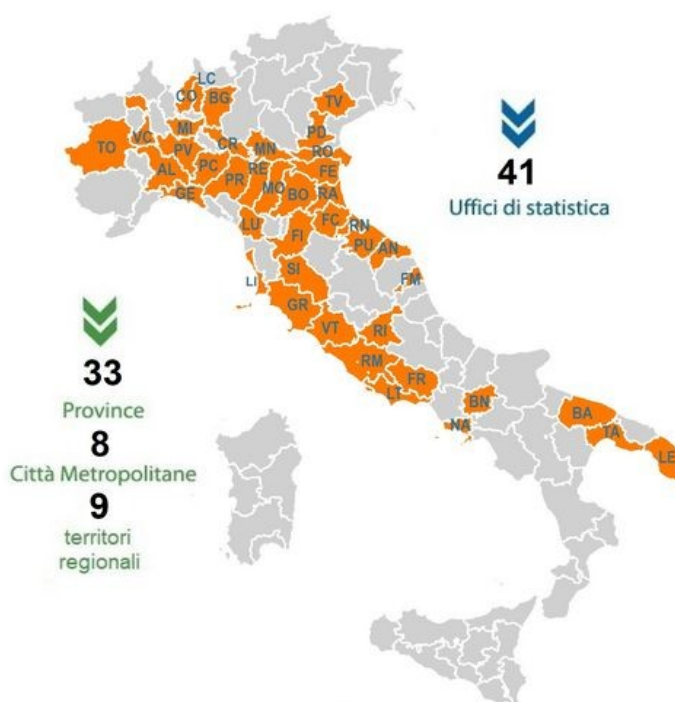 LC
CO
BG
TV
MI
PD
VC
CR
MN
RO
TO
PV
RE
FE
AL
PC
PR
MO
BO
RA
GE
FC
RN
LU
FI
PU
AN
SI
FM
LI
GR
VT
RI
RM
FR
LT
BN
NA
BA
TA
LE
41
Uffici di statistica
33
Province
8
Città Metropolitane
9
territori
regionali